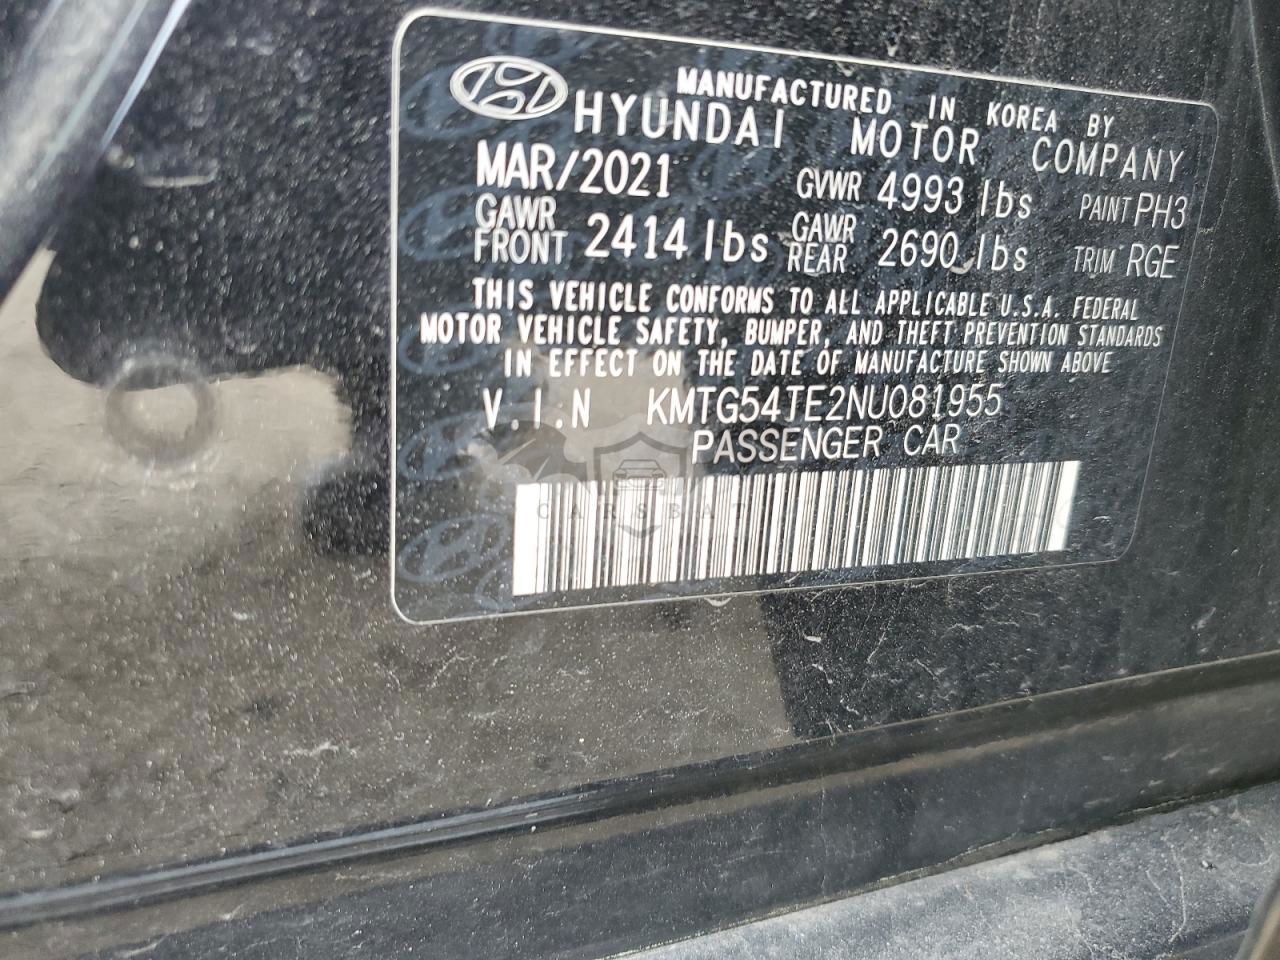 MANUFACTURED IN KOREA BY
HYUNDAI MOTOR COMPANY
MAR/2021 GVWR 4993 lbs PAINT PH3
GAWR FRONT 2414 lbs GAWR REAR 2690 lbs TRIM RGE
THIS VEHICLE CONFORMS TO ALL APPLICABLE U.S.A. FEDERAL
MOTOR VEHICLE SAFETY, BUMPER, AND THEFT PREVENTION STANDARDS
IN EFFECT ON THE DATE OF MANUFACTURE SHOWN ABOVE
V.I.N KMTG54TE2NU081955
PASSENGER CAR
CARSBAT